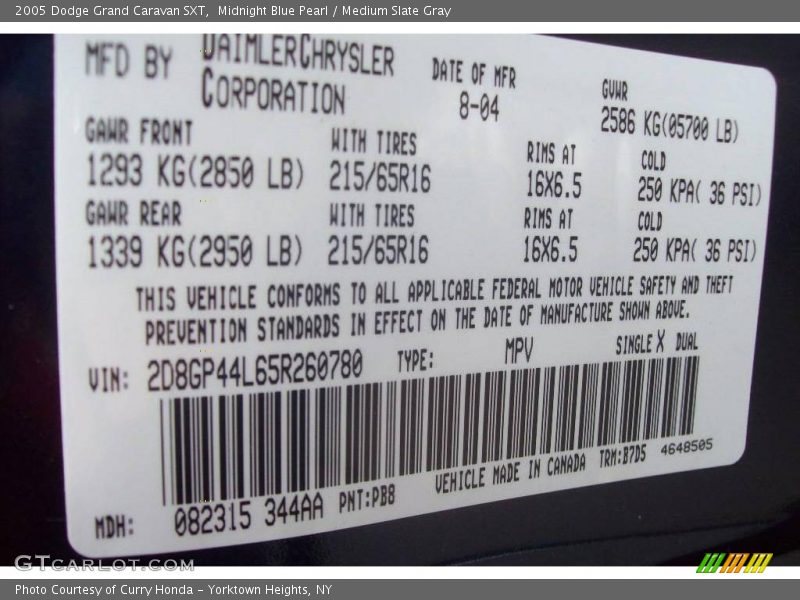 2005 Dodge Grand Caravan SXT, Midnight Blue Pearl / Medium Slate Gray
MFD BY DAIMLERCHRYSLER CORPORATION
DATE OF MFR 8-04
GVWR 2586 KG(05700 LB)
GAWR FRONT WITH TIRES RIMS AT COLD
1293 KG(2850 LB) 215/65R16 16X6.5 250 KPA( 36 PSI)
GAWR REAR WITH TIRES RIMS AT COLD
1339 KG(2950 LB) 215/65R16 16X6.5 250 KPA( 36 PSI)
THIS VEHICLE CONFORMS TO ALL APPLICABLE FEDERAL MOTOR VEHICLE SAFETY AND THEFT
PREVENTION STANDARDS IN EFFECT ON THE DATE OF MANUFACTURE SHOWN ABOVE.
VIN: 2D8GP44L65R260780 TYPE: MPV SINGLE X DUAL
MDH: 082315 344AA PNT:PB8 VEHICLE MADE IN CANADA TRM:B7D5 4648505
GTCARLOT.COM
Photo Courtesy of Curry Honda - Yorktown Heights, NY